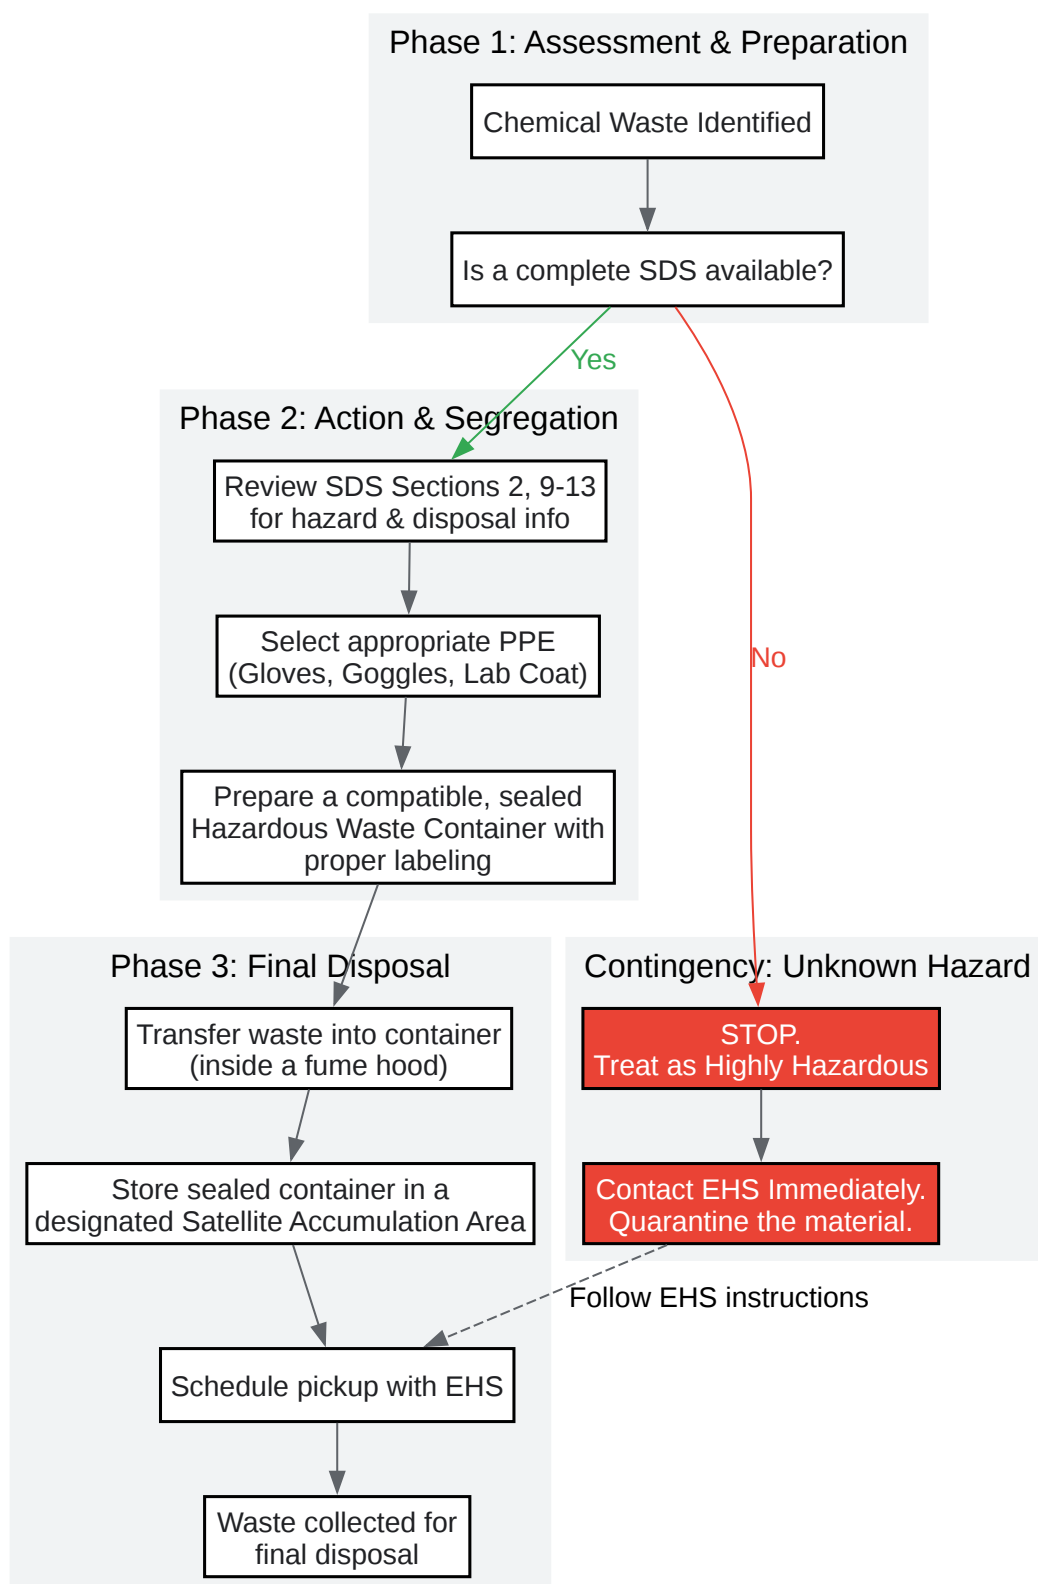 Phase 1: Assessment & Preparation
Chemical Waste Identified
Is a complete SDS available?
Yes
No
Phase 2: Action & Segregation
Review SDS Sections 2, 9-13
for hazard & disposal info
Select appropriate PPE
(Gloves, Goggles, Lab Coat)
Prepare a compatible, sealed
Hazardous Waste Container with
proper labeling
Phase 3: Final Disposal
Transfer waste into container
(inside a fume hood)
Store sealed container in a
designated Satellite Accumulation Area
Schedule pickup with EHS
Waste collected for
final disposal
Contingency: Unknown Hazard
STOP.
Treat as Highly Hazardous
Contact EHS Immediately.
Quarantine the material.
Follow EHS instructions